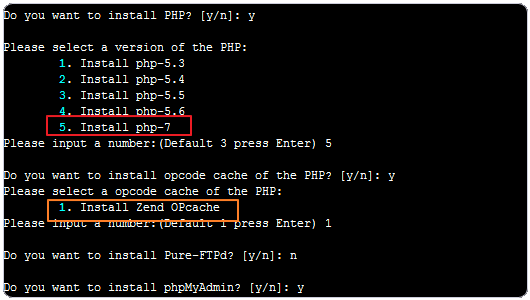 Do you want to install PHP? [y/n]: y
Please select a version of the PHP:
1. Install php-5.3
2. Install php-5.4
3. Install php-5.5
4. Install php-5.6
5. Install php-7
Please input a number:(Default 3 press Enter) 5
Do you want to install opcode cache of the PHP? [y/n]: y
Please select a opcode cache of the PHP:
1. Install Zend OPcache
Please input a number:(Default 1 press Enter) 1
Do you want to install Pure-FTPd? [y/n]: n
Do you want to install phpMyAdmin? [y/n]: y